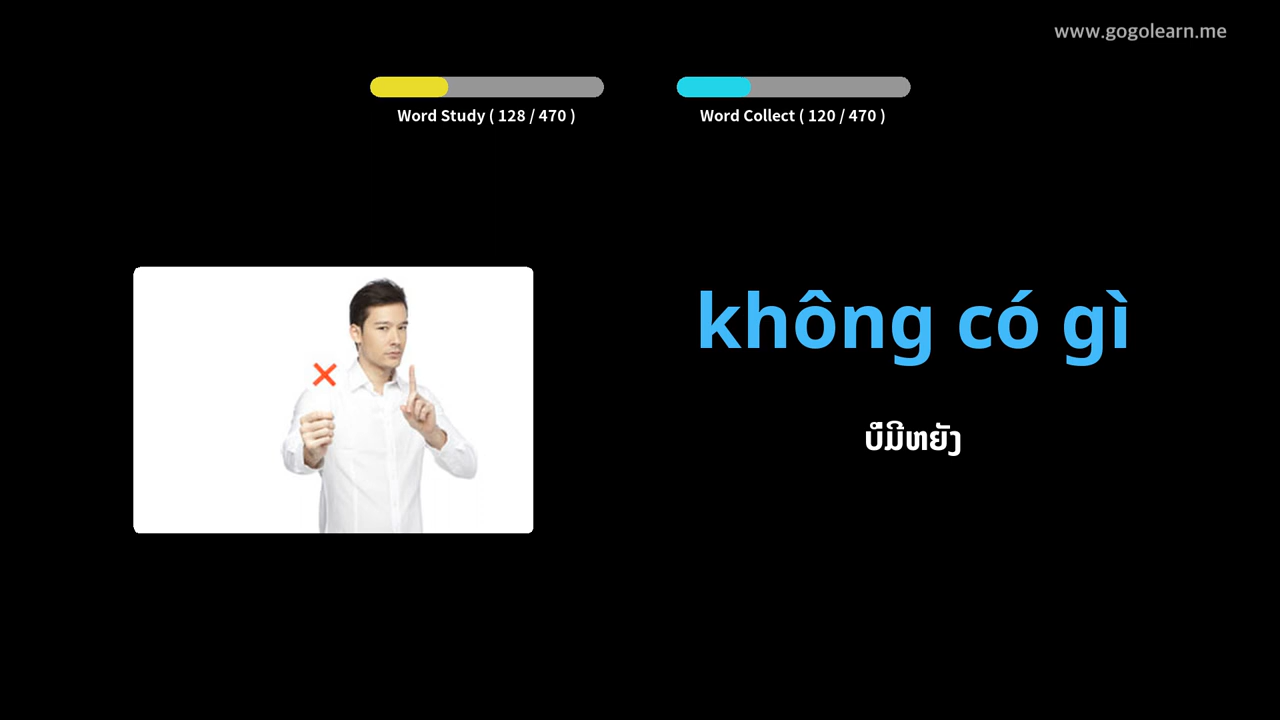 www.gogolearn.me
Word Study ( 128 / 470 )
Word Collect ( 120 / 470 )
không có gì
ບໍ່ມີຫຍັງ